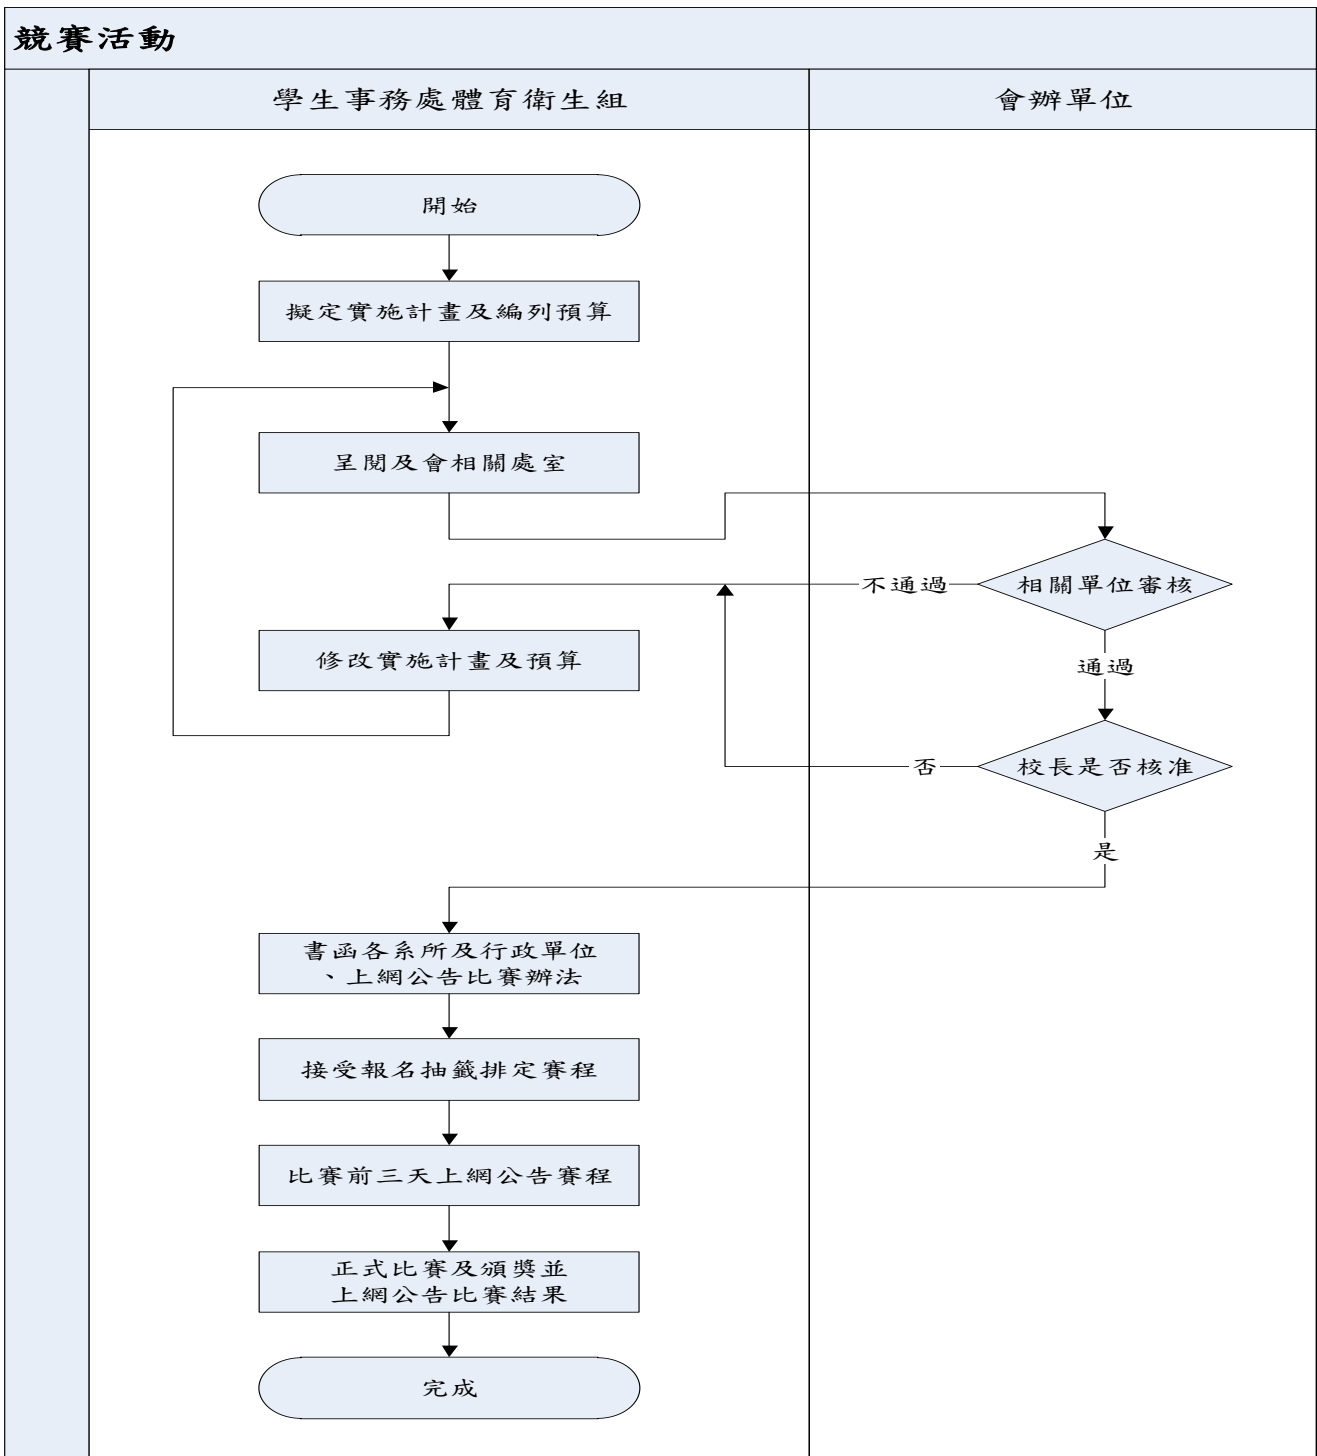 競賽活動
學生事務處體育衛生組
會辦單位
開始
擬定實施計畫及編列預算
呈閱及會相關處室
相關單位審核
不通過
修改實施計畫及預算
通過
校長是否核准
否
是
書函各系所及行政單位
、上網公告比賽辦法
接受報名抽籤排定賽程
比賽前三天上網公告賽程
正式比賽及頒獎並
上網公告比賽結果
完成